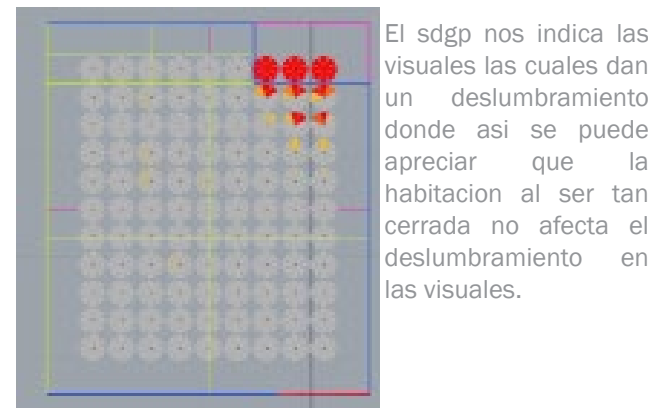 El sdgp nos indica las
visuales las cuales dan
un deslumbramiento
donde asi se puede
apreciar que la
habitacion al ser tan
cerrada no afecta el
deslumbramiento en
las visuales.